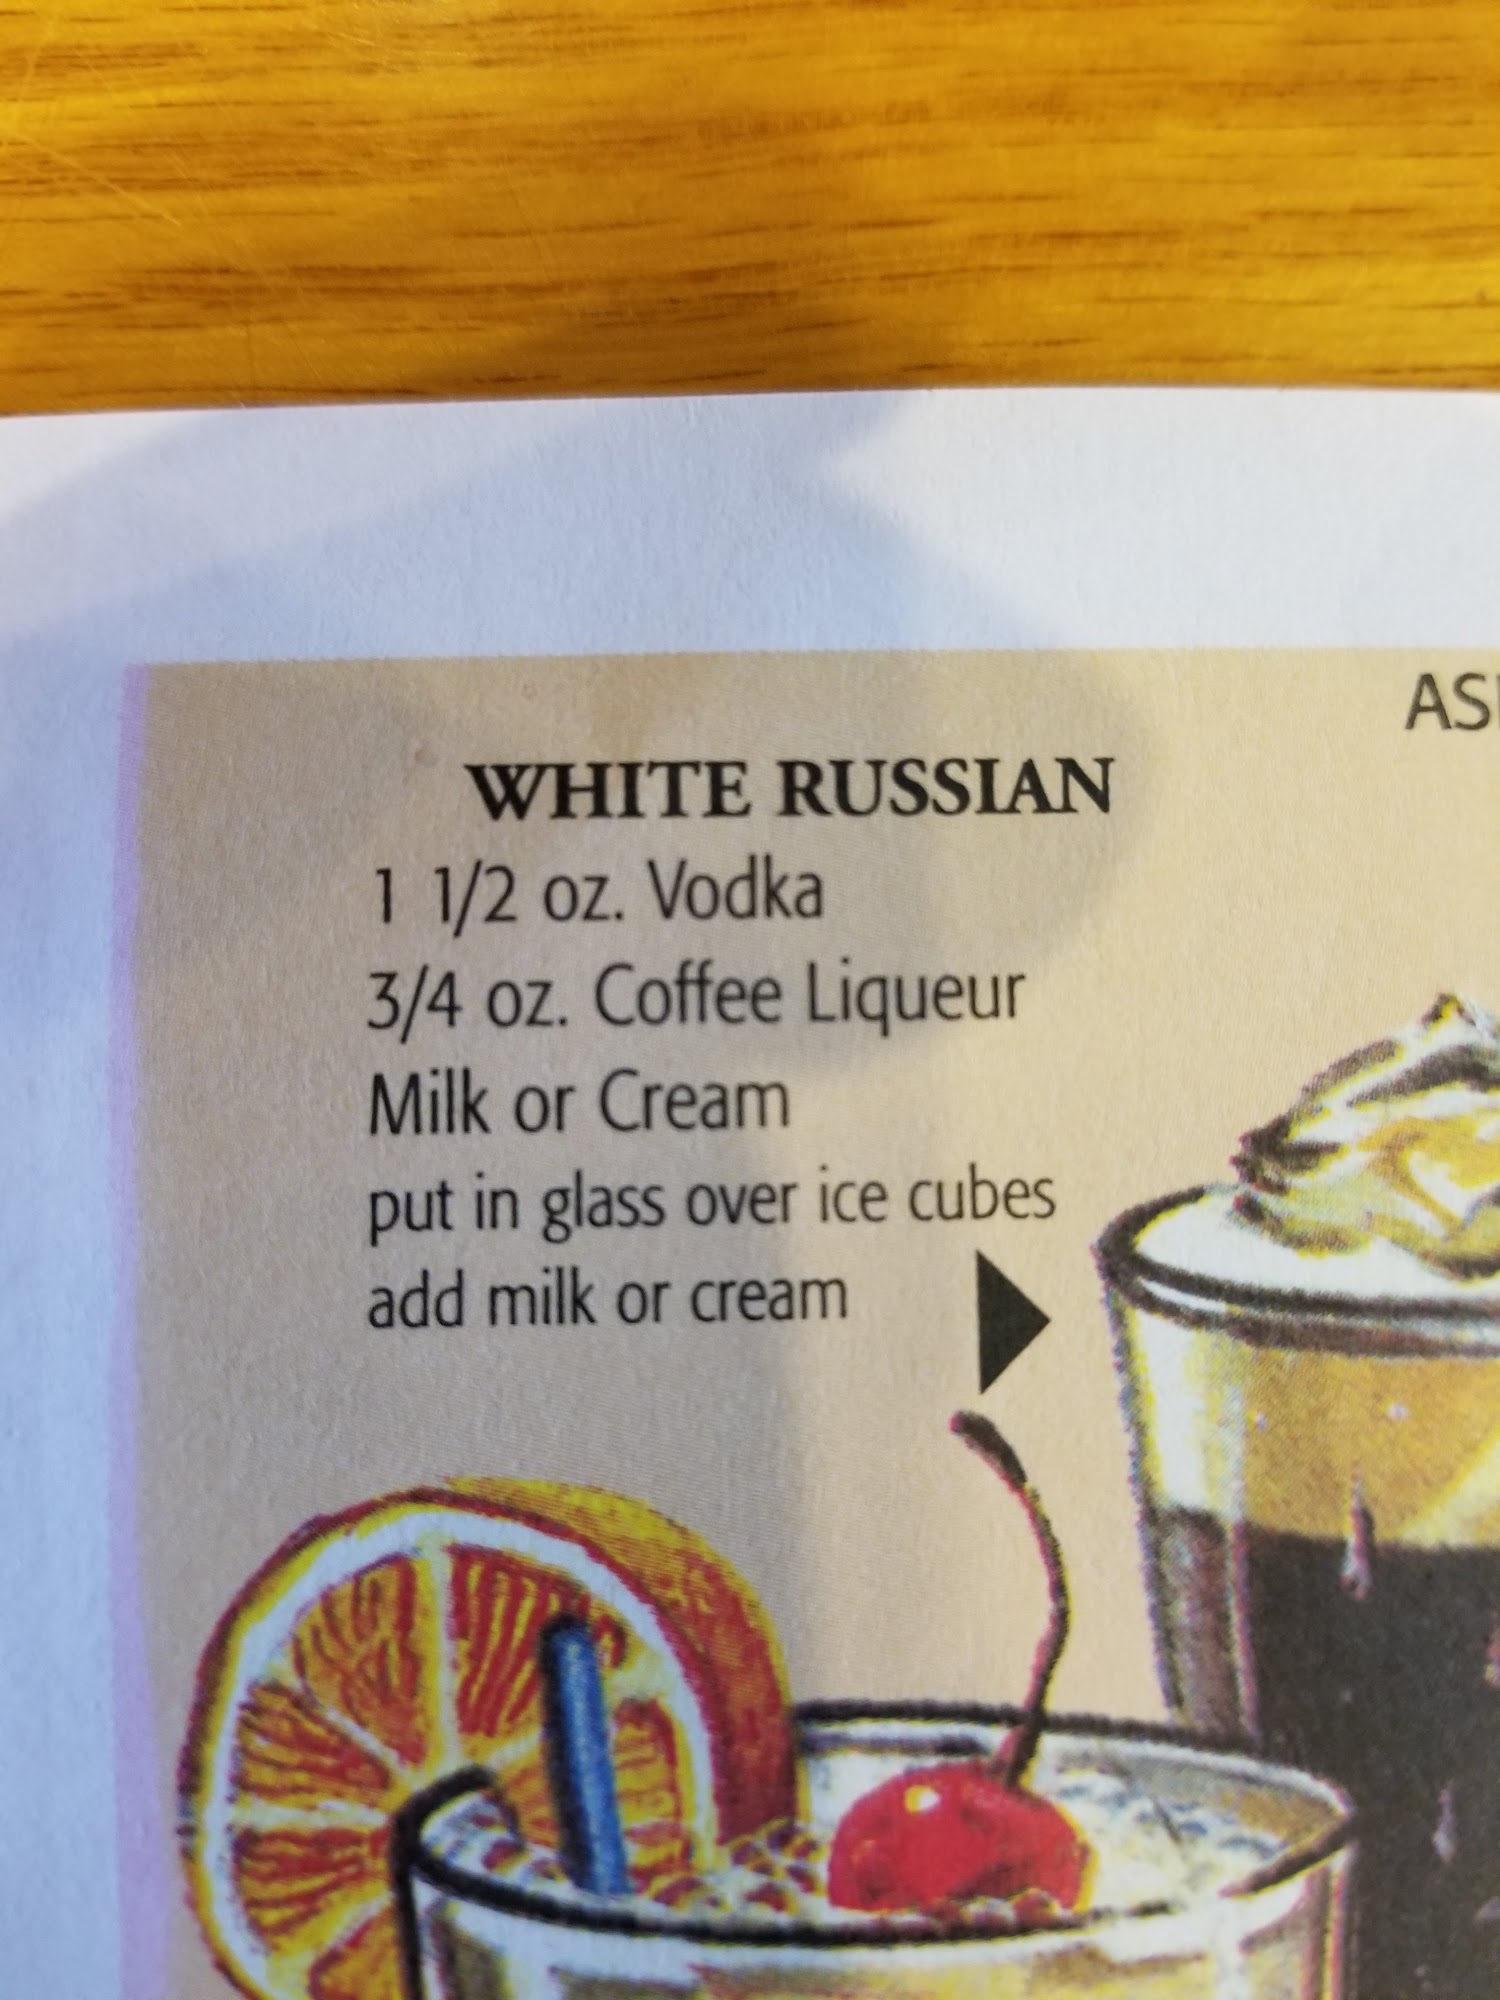 WHITE RUSSIAN
1 1/2 oz. Vodka
3/4 oz. Coffee Liqueur
Milk or Cream
put in glass over ice cubes
add milk or cream